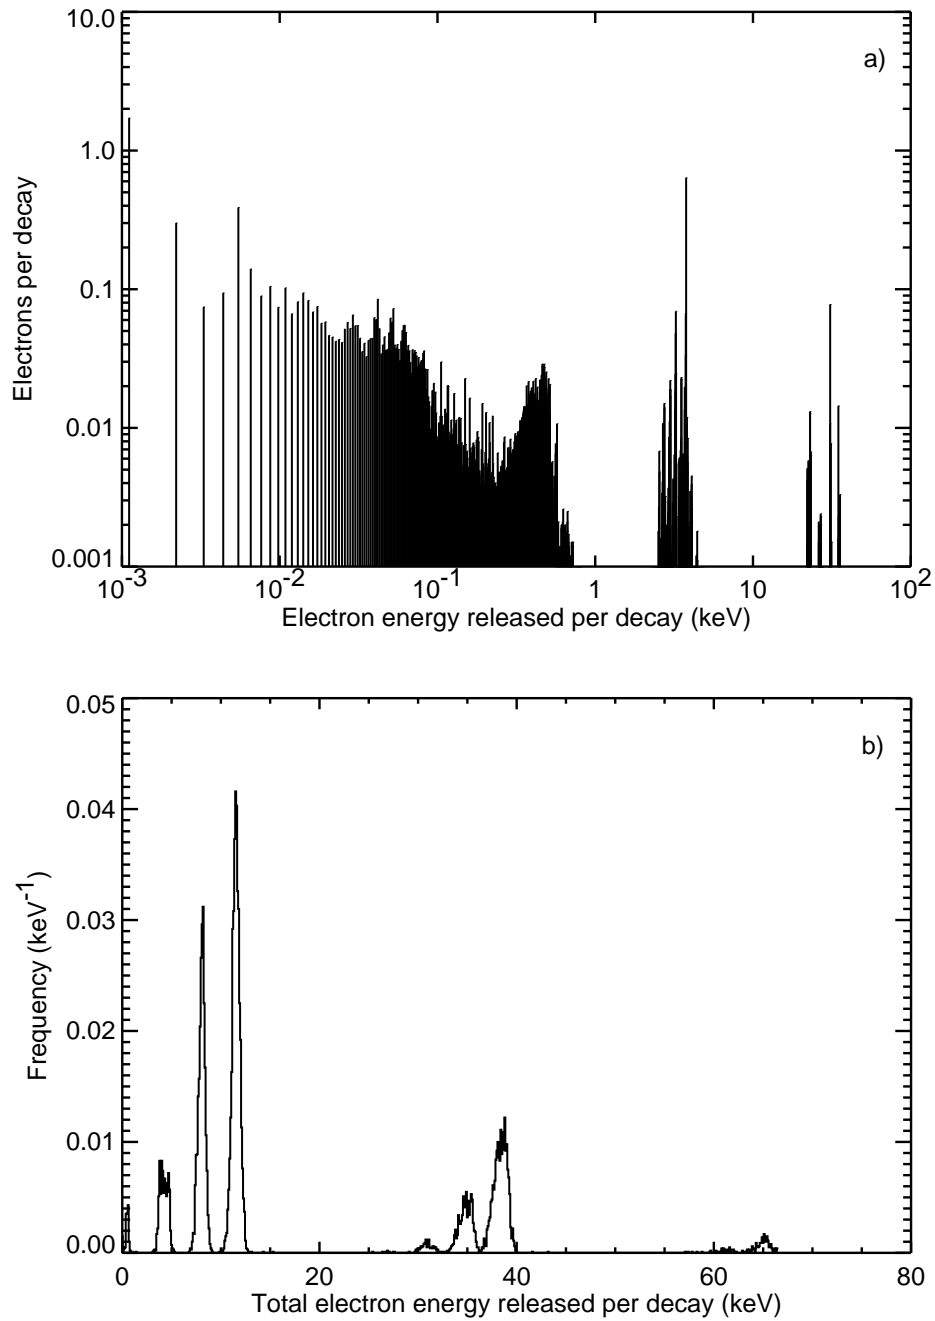 10.0
a)
1.0
Electrons per decay
0.1
0.01
0.001
10-3 10-2 10-1 1 10 102
Electron energy released per decay (keV)
0.05
b)
0.04
Frequency (keV-1)
0.03
0.02
0.01
0.00
0 20 40 60 80
Total electron energy released per decay (keV)